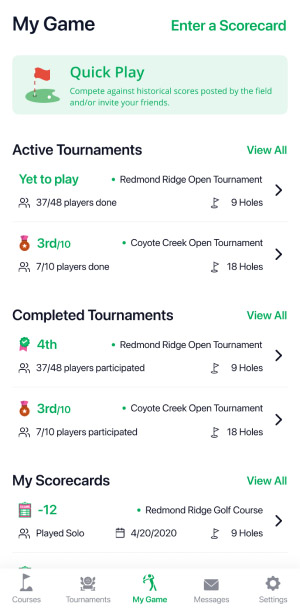 My Game Enter a Scorecard
Quick Play
Compete against historical scores posted by the field
and/or invite your friends.
Active Tournaments View All
Yet to play • Redmond Ridge Open Tournament
37/48 players done 9 Holes
3rd/10 • Coyote Creek Open Tournament
7/10 players done 18 Holes
Completed Tournaments View All
4th • Redmond Ridge Open Tournament
37/48 players participated 9 Holes
3rd/10 • Coyote Creek Open Tournament
7/10 players participated 18 Holes
My Scorecards View All
-12 • Redmond Ridge Golf Course
Played Solo 4/20/2020 9 Holes
Courses Tournaments My Game Messages Settings